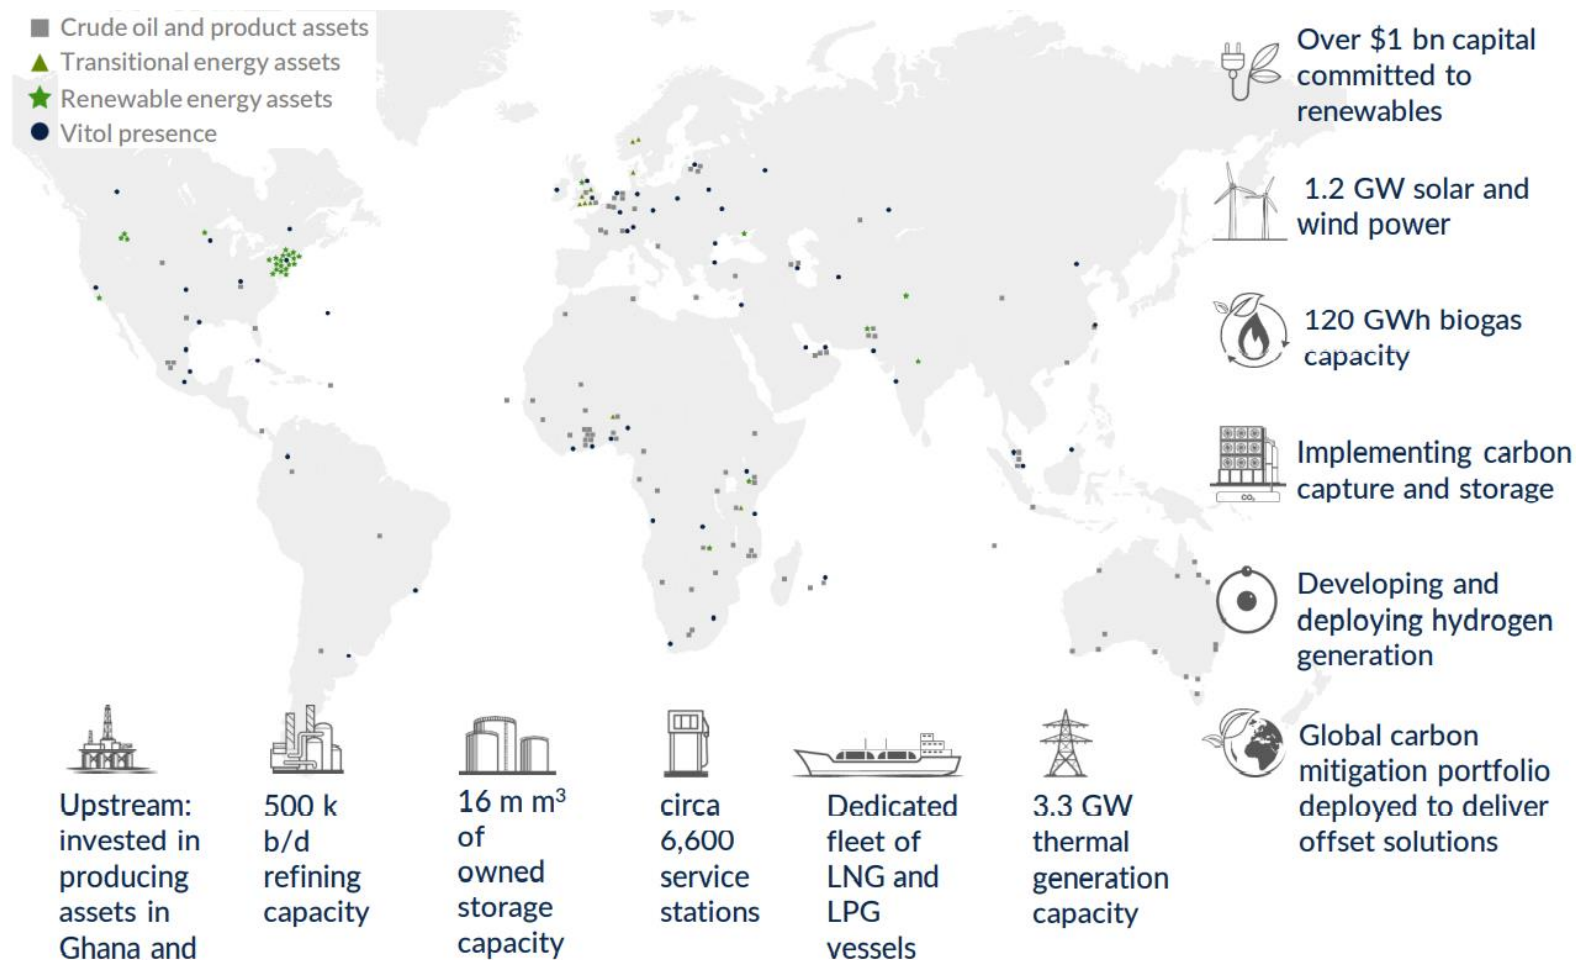 Crude oil and product assets
Transitional energy assets
Renewable energy assets
Vitol presence
Over $1 bn capital
committed to
renewables
1.2 GW solar and
wind power
120 GWh biogas
capacity
CO₂
Implementing carbon
capture and storage
Developing and
deploying hydrogen
generation
Global carbon
mitigation portfolio
deployed to deliver
offset solutions
Upstream:
invested in
producing
assets in
Ghana and
500 k
b/d
refining
capacity
16 m m³
of
owned
storage
capacity
circa
6,600
service
stations
Dedicated
fleet of
LNG and
LPG
vessels
3.3 GW
thermal
generation
capacity